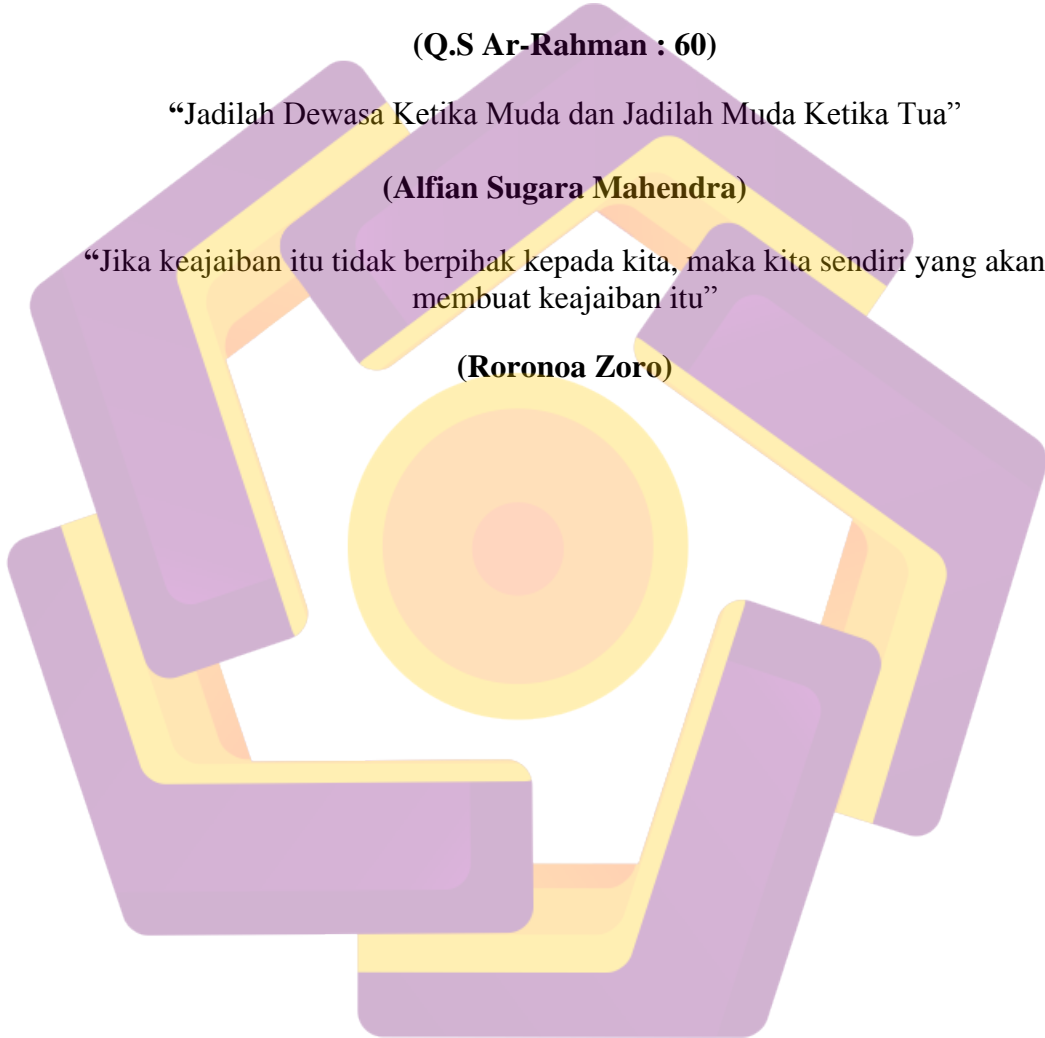 (Q.S Ar-Rahman : 60)
“Jadilah Dewasa Ketika Muda dan Jadilah Muda Ketika Tua”
(Alfian Sugara Mahendra)
“Jika keajaiban itu tidak berpihak kepada kita, maka kita sendiri yang akan
membuat keajaiban itu”
(Roronoa Zoro)